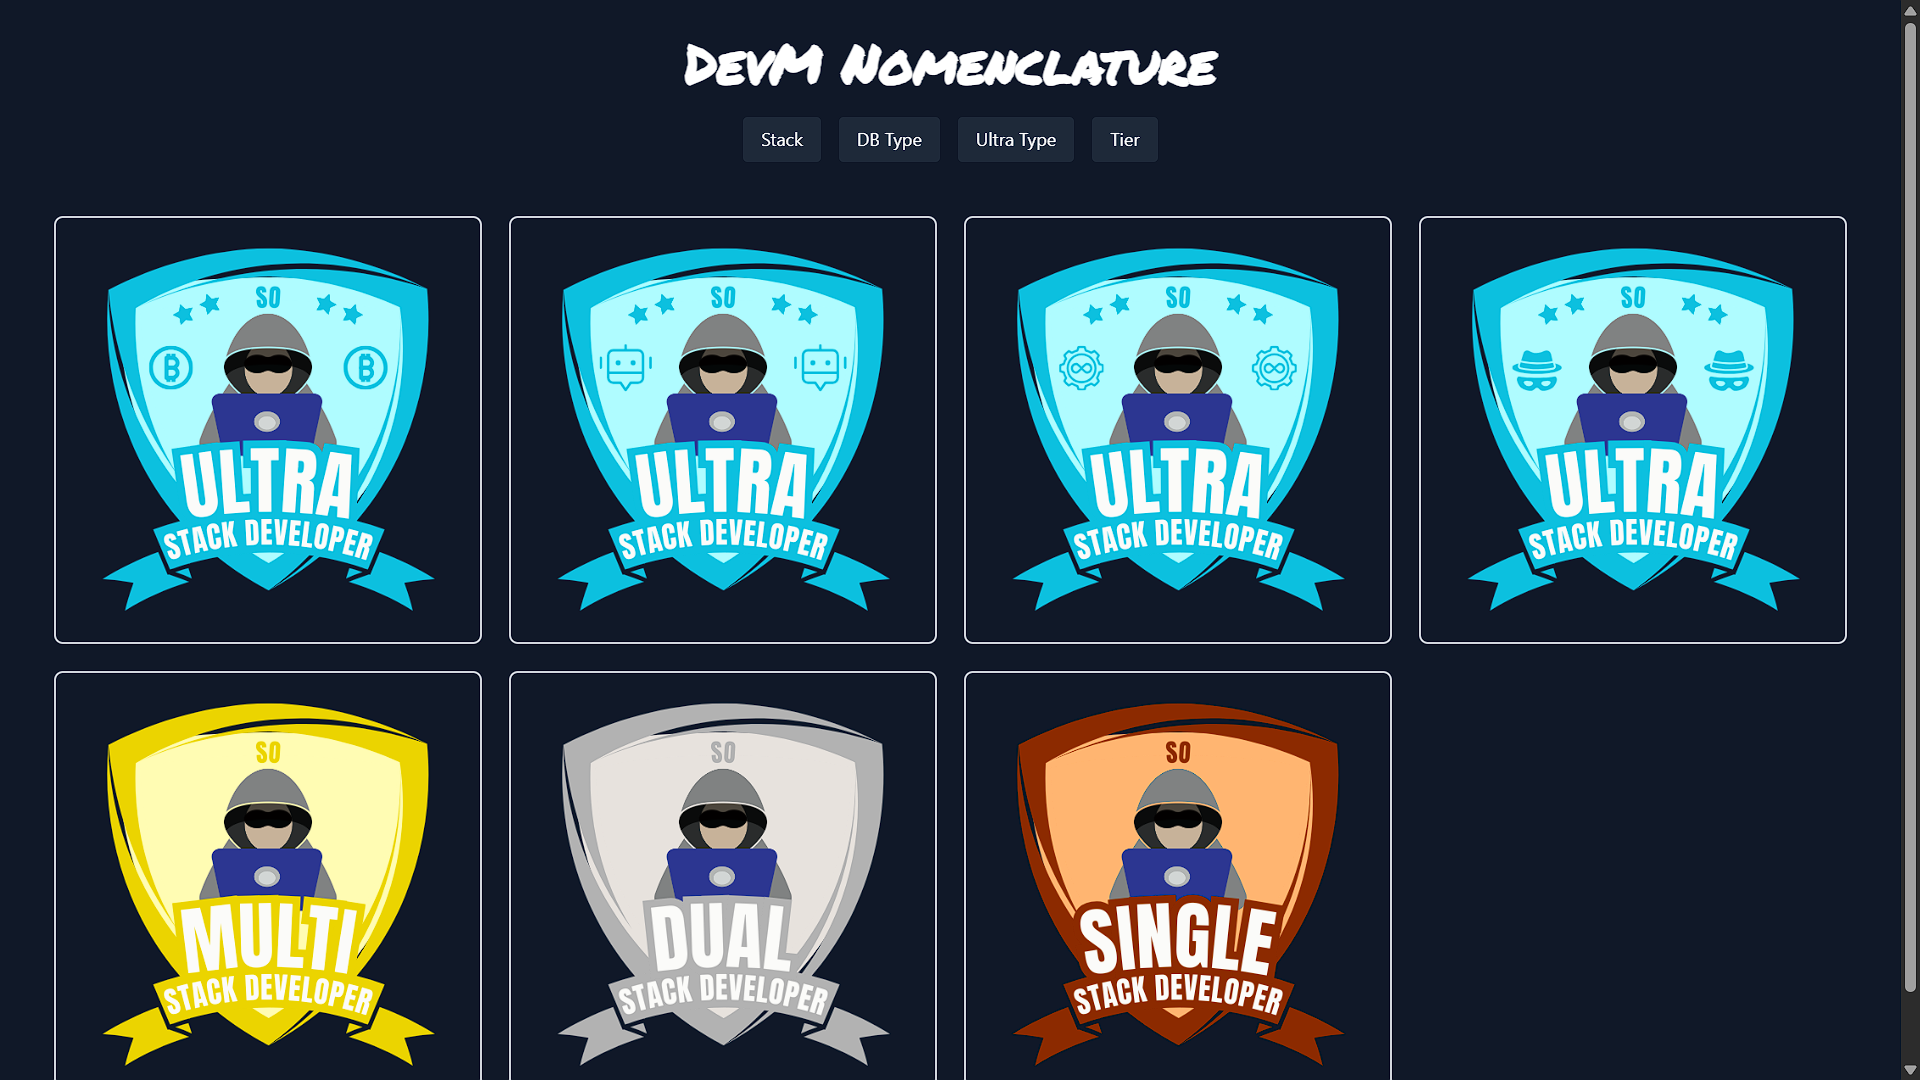 DevM Nomenclature
Stack
DB Type
Ultra Type
Tier
SO
ULTRA
STACK DEVELOPER
SO
ULTRA
STACK DEVELOPER
SO
ULTRA
STACK DEVELOPER
SO
ULTRA
STACK DEVELOPER
SO
MULTI
STACK DEVELOPER
SO
DUAL
STACK DEVELOPER
SO
SINGLE
STACK DEVELOPER